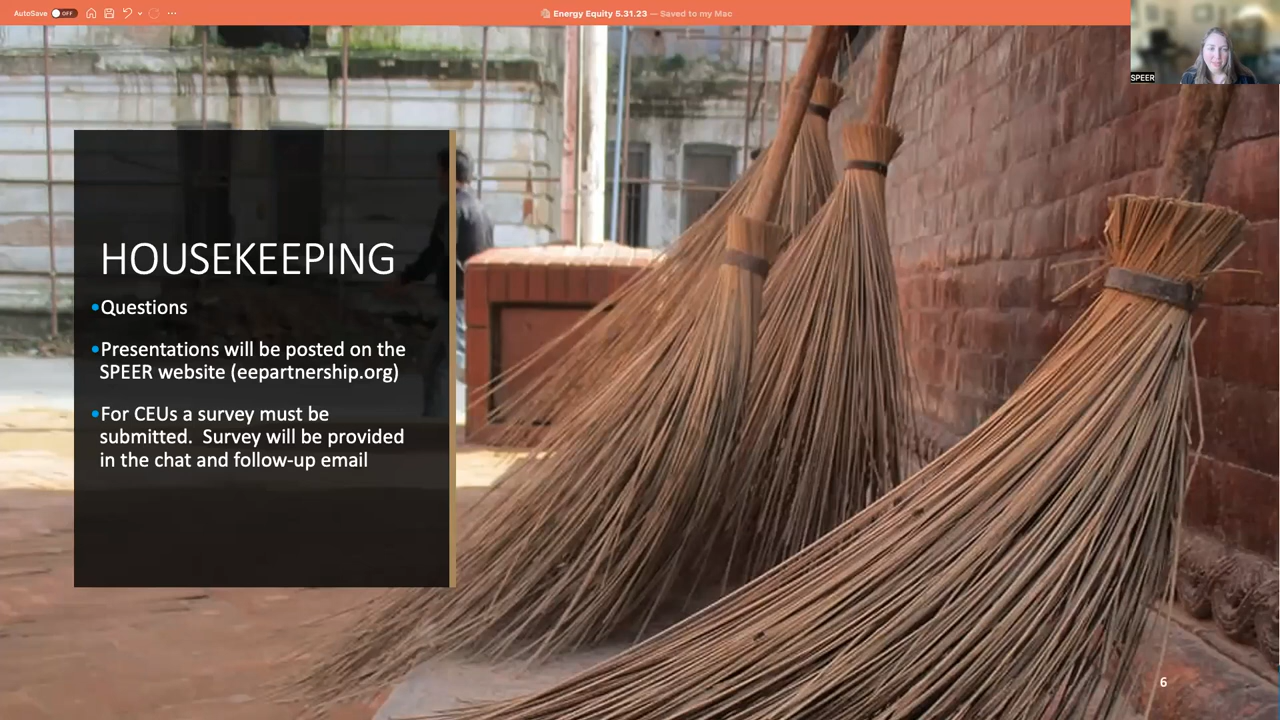 AutoSave OFF
Energy Equity 5.31.23 — Saved to my Mac
SPEER
HOUSEKEEPING
•Questions
•Presentations will be posted on the
SPEER website (eepartnership.org)
•For CEUs a survey must be
submitted.  Survey will be provided
in the chat and follow-up email
6